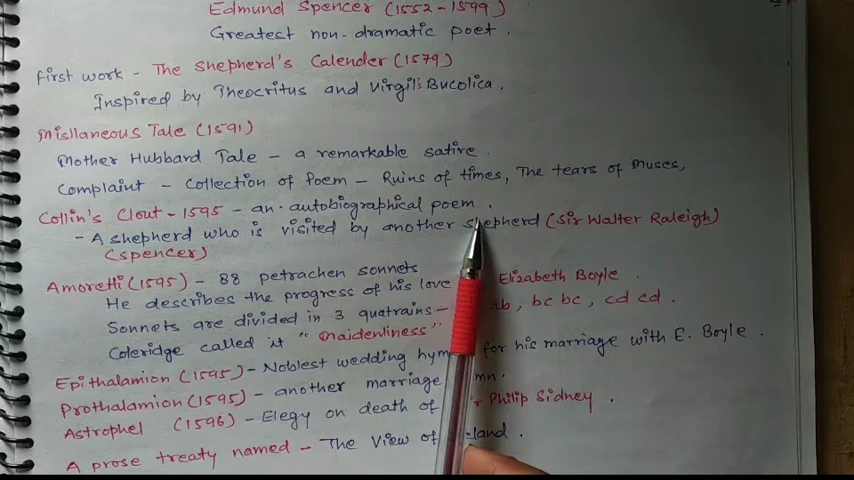 Edmund Spencer (1552-1599)
Greatest non-dramatic poet.
first work - The Shepherd's Calender (1579)
Inspired by Theocritus and Virgil's Bucolica.
Misllaneous Tale (1591)
Mother Hubbard Tale - a remarkable satire.
Complaint - Collection of Poem - Ruins of times, The tears of Muses,
Collin's Clout - 1595 - an autobiographical poem.
- A shepherd who is visited by another shepherd (Sir Walter Raleigh)
(spencer)
Amoretti (1595) - 88 petrachen sonnets
He describes the progress of his love Elizabeth Boyle.
Sonnets are divided in 3 quatrains - ab, bc bc, cd cd.
Coleridge called it "Maidenliness"
Epithalamion (1595) - Noblest wedding hym for his marriage with E. Boyle.
Prothalamion (1595) - another marriage mn.
Astrophel (1596) - Elegy on death of r Philip Sidney.
A prose treaty named - The View of eland.